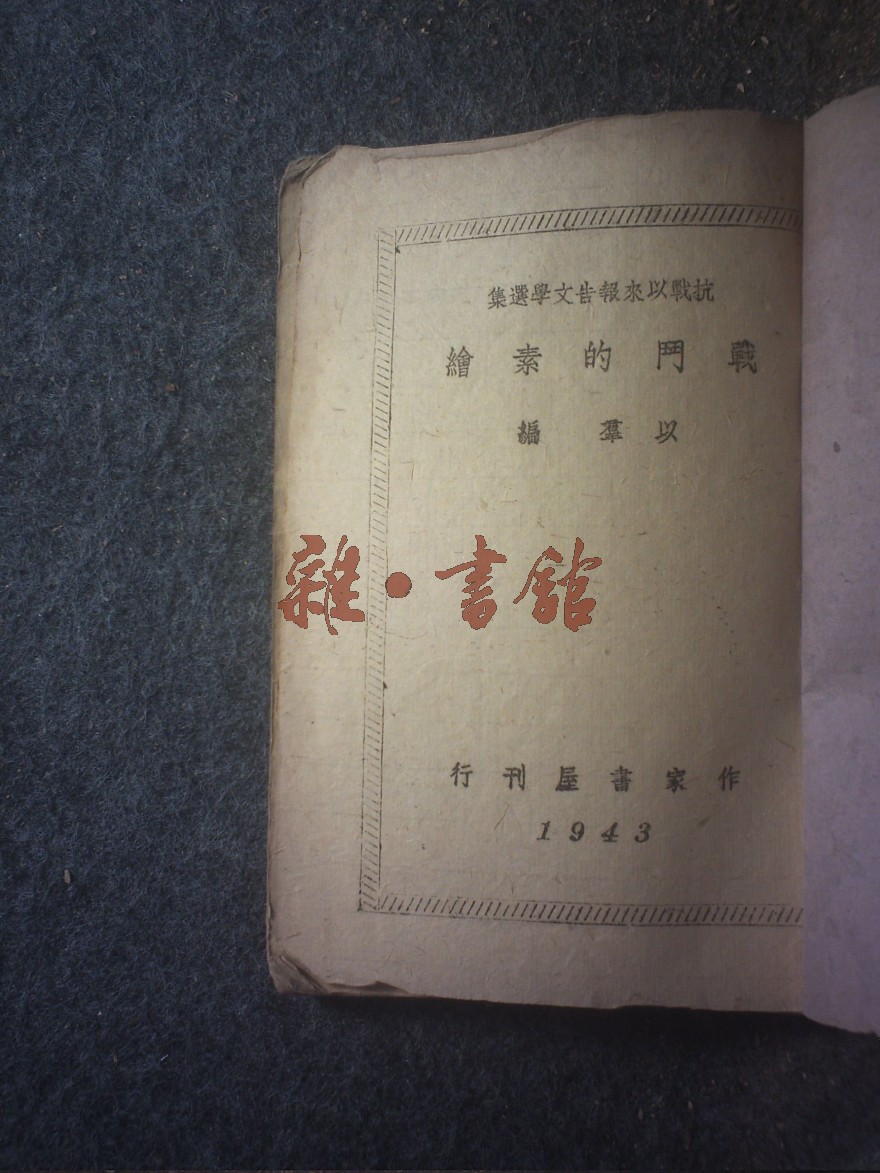 抗戰以來報告文學選集
戰鬥的素繪
以羣編
雜·書館
作家書屋刊行
1943